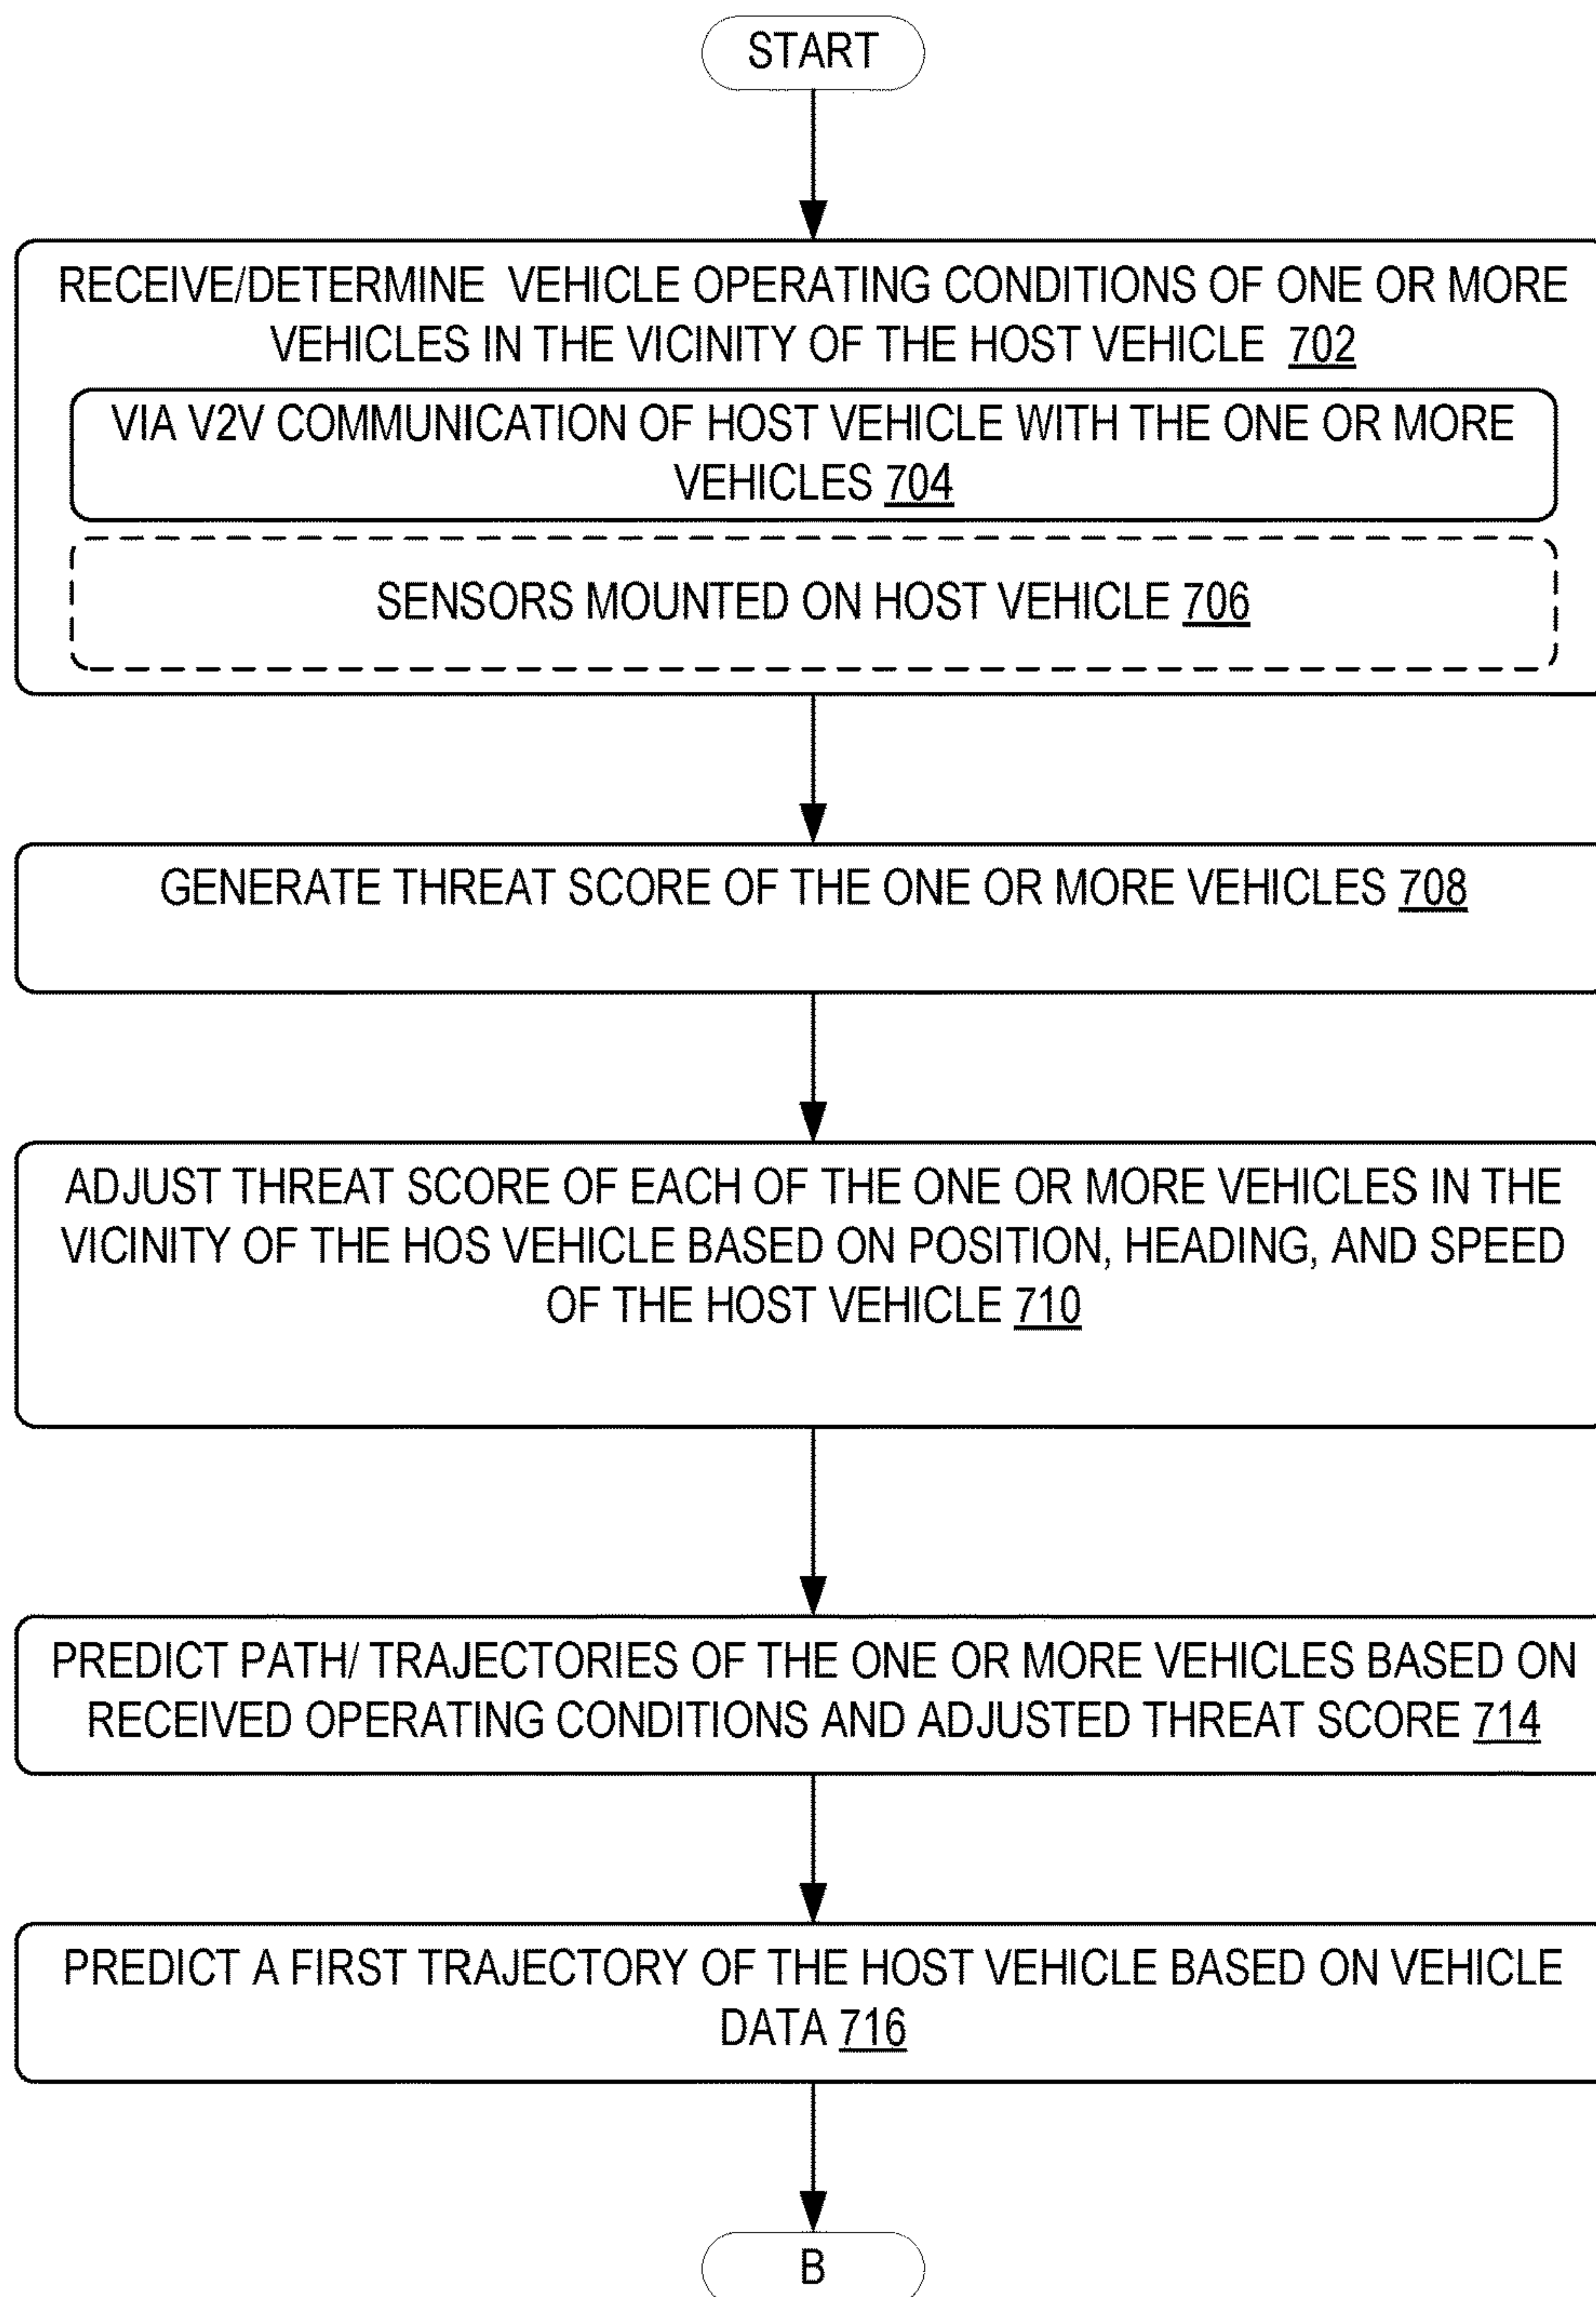 START
RECEIVE/DETERMINE VEHICLE OPERATING CONDITIONS OF ONE OR MORE
VEHICLES IN THE VICINITY OF THE HOST VEHICLE 702
VIA V2V COMMUNICATION OF HOST VEHICLE WITH THE ONE OR MORE
VEHICLES 704
SENSORS MOUNTED ON HOST VEHICLE 706
GENERATE THREAT SCORE OF THE ONE OR MORE VEHICLES 708
ADJUST THREAT SCORE OF EACH OF THE ONE OR MORE VEHICLES IN THE
VICINITY OF THE HOS VEHICLE BASED ON POSITION, HEADING, AND SPEED
OF THE HOST VEHICLE 710
PREDICT PATH/ TRAJECTORIES OF THE ONE OR MORE VEHICLES BASED ON
RECEIVED OPERATING CONDITIONS AND ADJUSTED THREAT SCORE 714
PREDICT A FIRST TRAJECTORY OF THE HOST VEHICLE BASED ON VEHICLE
DATA 716
B